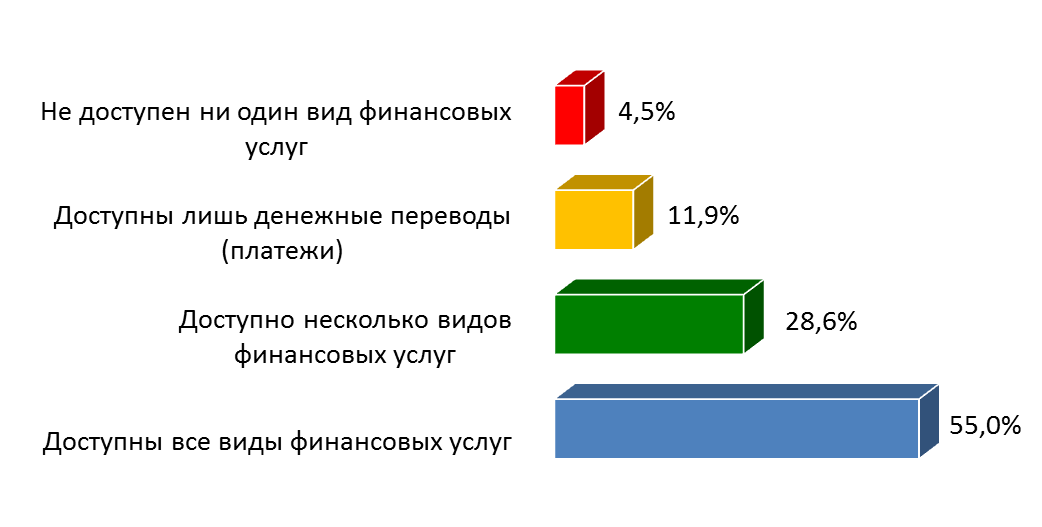 Не доступен ни один вид финансовых
услуг
4,5%
Доступны лишь денежные переводы
(платежи)
11,9%
Доступно несколько видов
финансовых услуг
28,6%
Доступны все виды финансовых услуг
55,0%